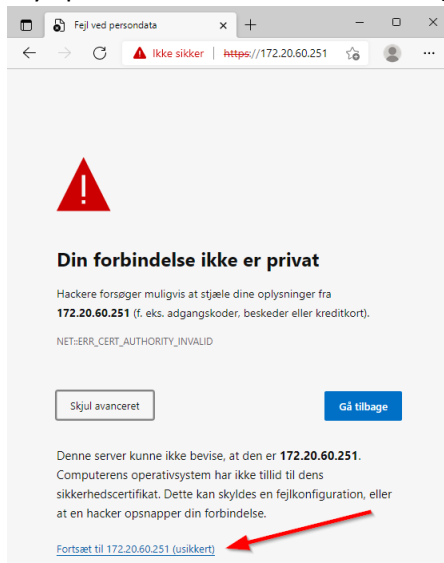 Fejl ved persondata
Ikke sikker | https://172.20.60.251
Din forbindelse ikke er privat
Hackere forsøger muligvis at stjæle dine oplysninger fra
172.20.60.251 (f. eks. adgangskoder, beskeder eller kreditkort).
NET::ERR_CERT_AUTHORITY_INVALID
Skjul avanceret
Gå tilbage
Denne server kunne ikke bevise, at den er 172.20.60.251.
Computerens operativsystem har ikke tillid til dens
sikkerhedscertifikat. Dette kan skyldes en fejlkonfiguration, eller
at en hacker opsnapper din forbindelse.
Fortsæt til 172.20.60.251 (usikkert)